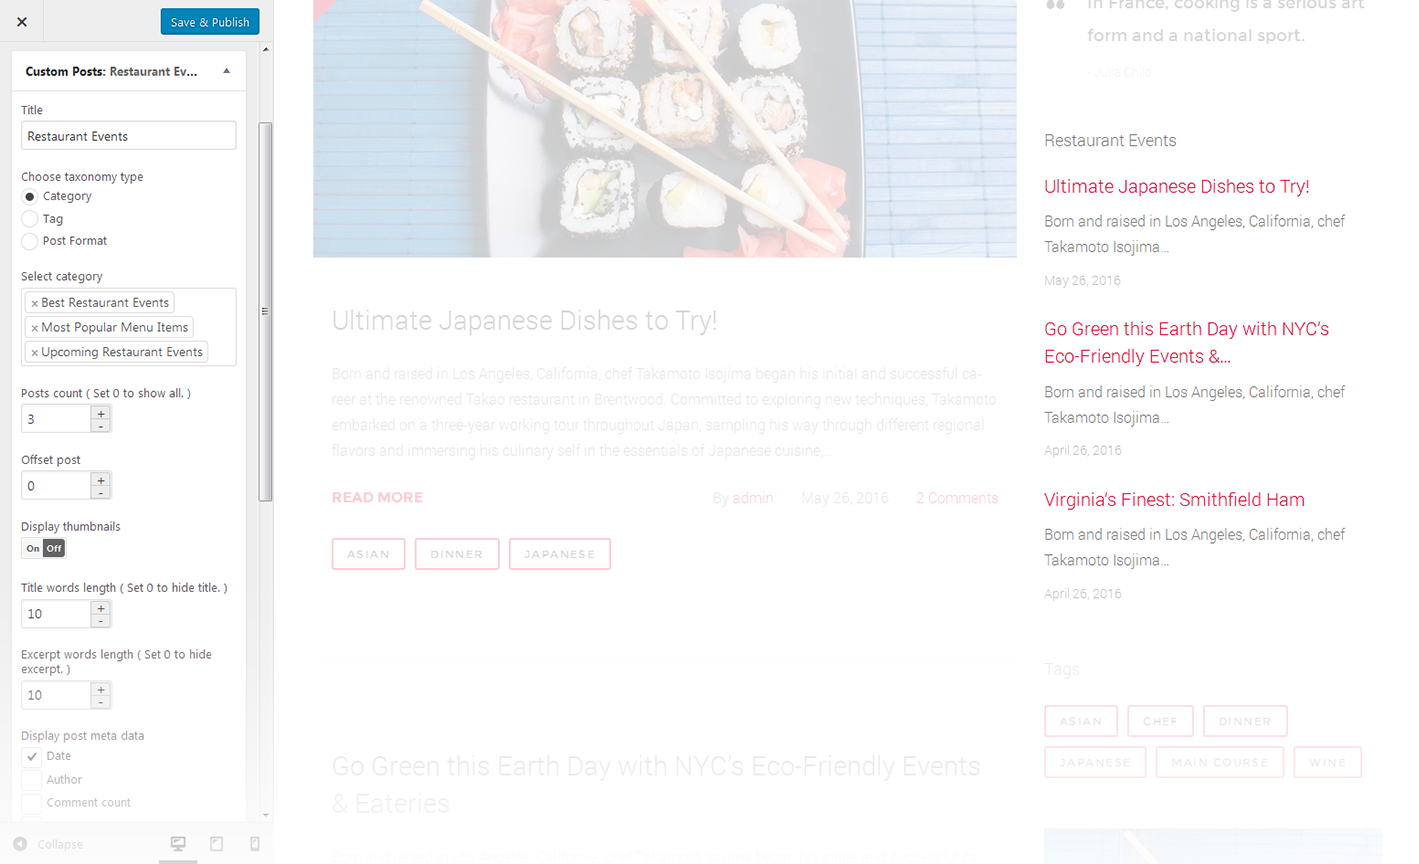 Save & Publish
Custom Posts: Restaurant Ev...
Title
Restaurant Events
Choose taxonomy type
Category
Tag
Post Format
Select category
× Best Restaurant Events
× Most Popular Menu Items
× Upcoming Restaurant Events
Posts count ( Set 0 to show all. )
3
Offset post
0
Display thumbnails
On Off
Title words length ( Set 0 to hide title. )
10
Excerpt words length ( Set 0 to hide
excerpt. )
10
Display post meta data
Date
Author
Comment count
Collapse
Ultimate Japanese Dishes to Try!
Born and raised in Los Angeles, California, chef Takamoto Isojima began his initial and successful ca-
reer at the renowned Takao restaurant in Brentwood. Committed to exploring new techniques, Takamoto
embarked on a three-year working tour throughout Japan, sampling his way through different regional
flavors and immersing his culinary self in the essentials of Japanese cuisine,...
READ MORE
By admin
May 26, 2016
2 Comments
ASIAN
DINNER
JAPANESE
Go Green this Earth Day with NYC's Eco-Friendly Events
& Eateries
In France, cooking is a serious art
form and a national sport.
- Julia Child
Restaurant Events
Ultimate Japanese Dishes to Try!
Born and raised in Los Angeles, California, chef
Takamoto Isojima...
May 26, 2016
Go Green this Earth Day with NYC's
Eco-Friendly Events &...
Born and raised in Los Angeles, California, chef
Takamoto Isojima...
April 26, 2016
Virginia's Finest: Smithfield Ham
Born and raised in Los Angeles, California, chef
Takamoto Isojima...
April 26, 2016
Tags
ASIAN
CHEF
DINNER
JAPANESE
MAIN COURSE
WINE